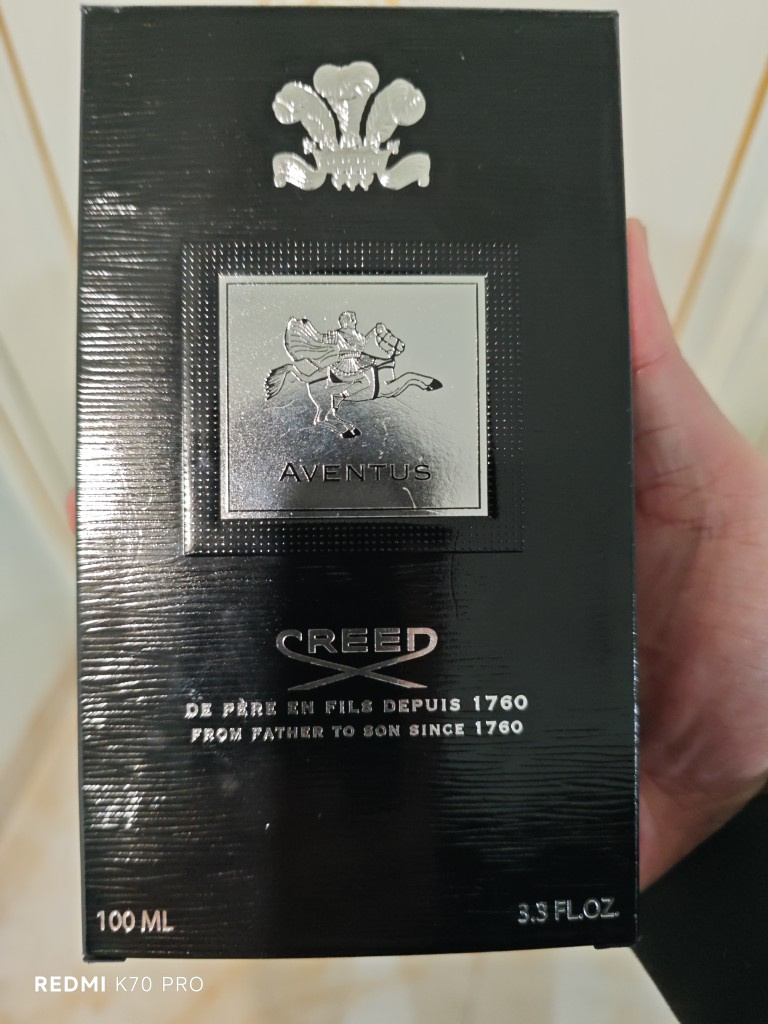 AVENTUS
CREED
DE PÈRE EN FILS DEPUIS 1760
FROM FATHER TO SON SINCE 1760
100 ML
3.3 FL.OZ.
REDMI K70 PRO